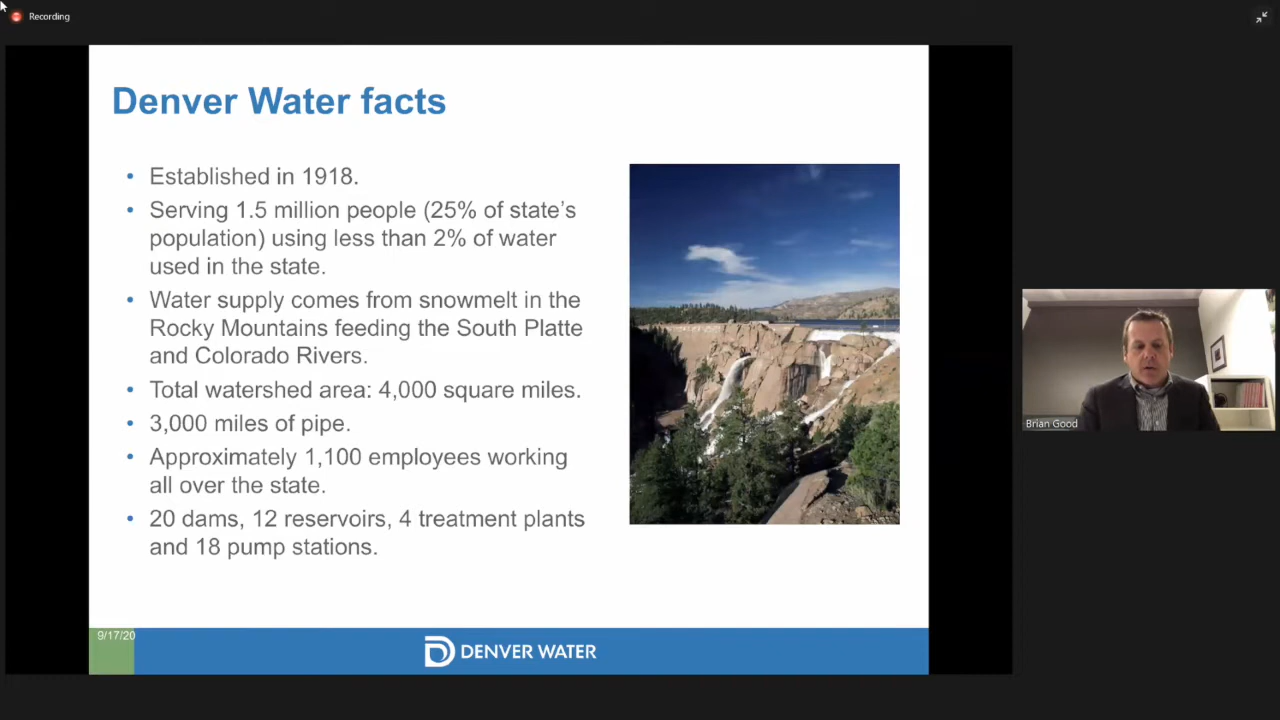 Recording
Denver Water facts
• Established in 1918.
• Serving 1.5 million people (25% of state's
population) using less than 2% of water
used in the state.
• Water supply comes from snowmelt in the
Rocky Mountains feeding the South Platte
and Colorado Rivers.
• Total watershed area: 4,000 square miles.
• 3,000 miles of pipe.
• Approximately 1,100 employees working
all over the state.
• 20 dams, 12 reservoirs, 4 treatment plants
and 18 pump stations.
Brian Good
9/17/20
DENVER WATER